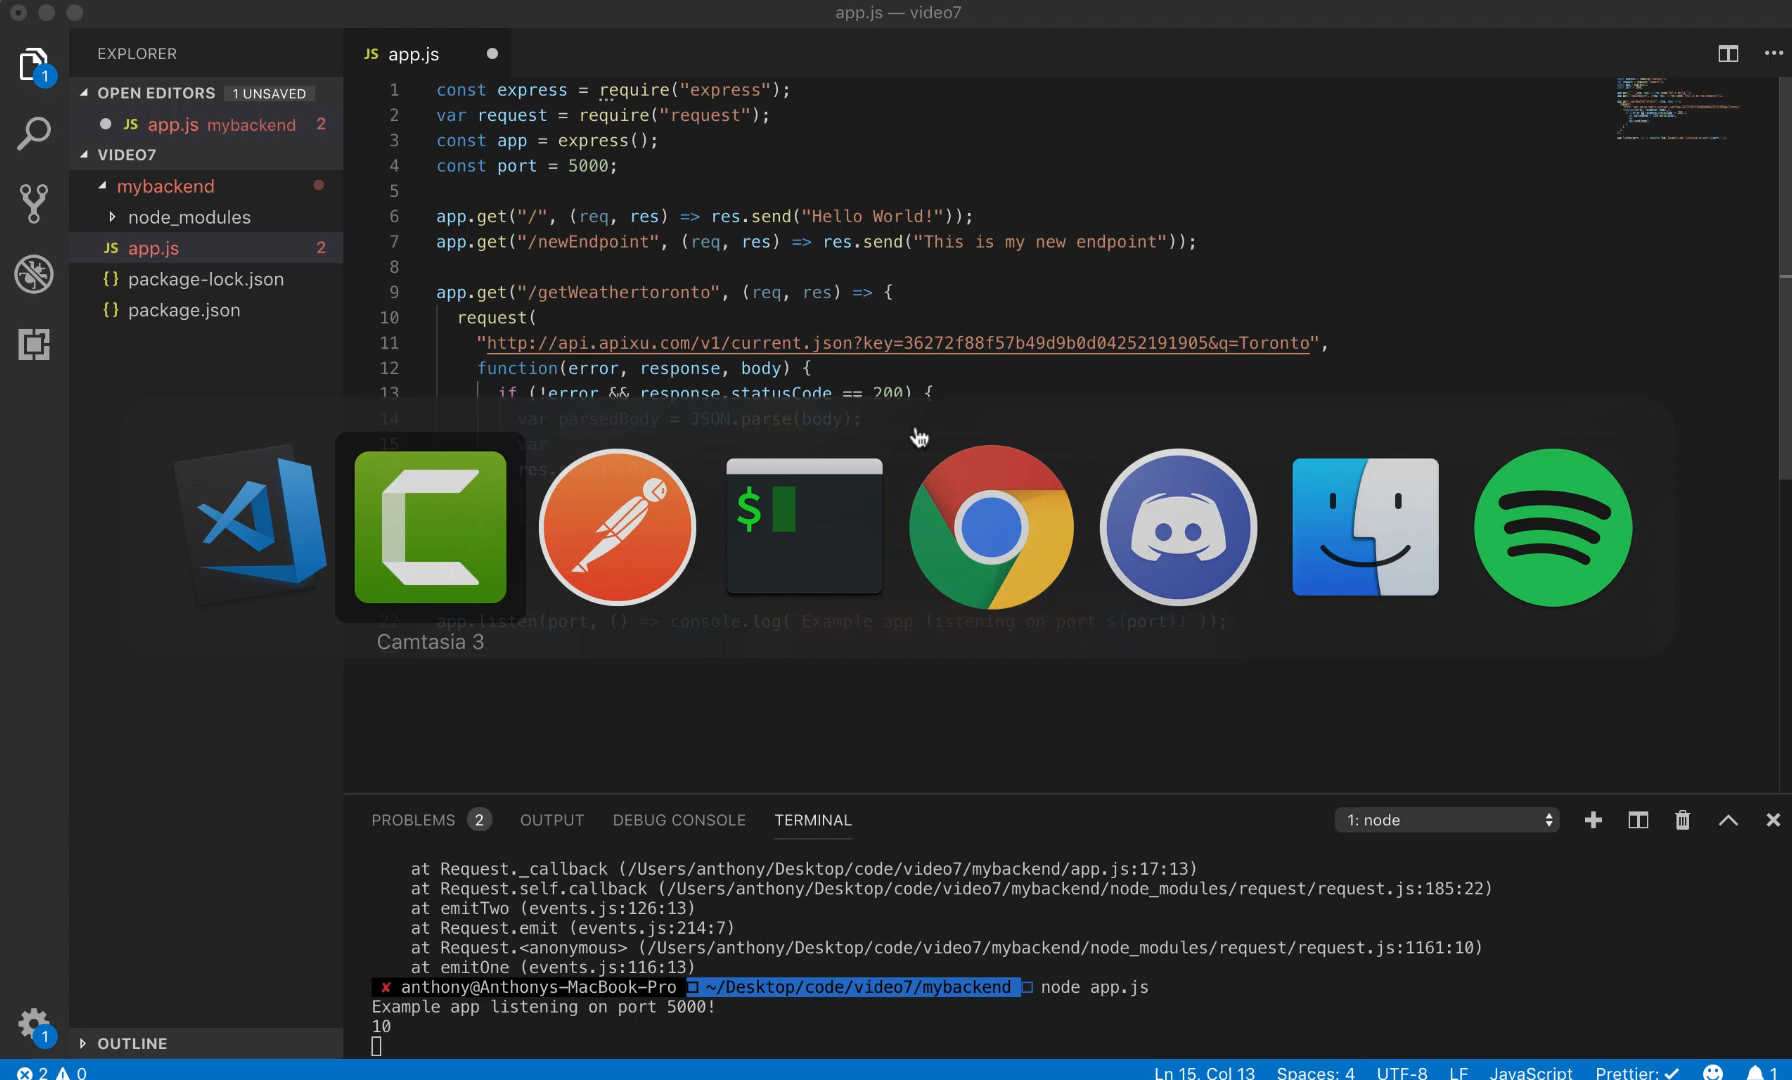 app.js — video7
EXPLORER
OPEN EDITORS 1 UNSAVED
JS app.js mybackend 2
VIDEO7
mybackend
node_modules
JS app.js 2
{} package-lock.json
{} package.json
OUTLINE
1
1
JS app.js
1 const express = require("express");
2 var request = require("request");
3 const app = express();
4 const port = 5000;
5
6 app.get("/", (req, res) => res.send("Hello World!"));
7 app.get("/newEndpoint", (req, res) => res.send("This is my new endpoint"));
8
9 app.get("/getWeathertoronto", (req, res) => {
10 request(
11 "http://api.apixu.com/v1/current.json?key=36272f88f57b49d9b0d04252191905&q=Toronto",
12 function(error, response, body) {
13 if (!error && response.statusCode == 200) {
14 var parsedBody = JSON.parse(body);
15 var
res.
22 app.listen(port, () => console.log(`Example app listening on port ${port}!`));
$
Camtasia 3
PROBLEMS 2 OUTPUT DEBUG CONSOLE TERMINAL 1: node
at Request._callback (/Users/anthony/Desktop/code/video7/mybackend/app.js:17:13)
at Request.self.callback (/Users/anthony/Desktop/code/video7/mybackend/node_modules/request/request.js:185:22)
at emitTwo (events.js:126:13)
at Request.emit (events.js:214:7)
at Request.<anonymous> (/Users/anthony/Desktop/code/video7/mybackend/node_modules/request/request.js:1161:10)
at emitOne (events.js:116:13)
✘ anthony@Anthonys-MacBook-Pro ~/Desktop/code/video7/mybackend node app.js
Example app listening on port 5000!
10
2 0 Ln 15, Col 13 Spaces: 4 UTF-8 LF JavaScript Prettier: ✓ 1